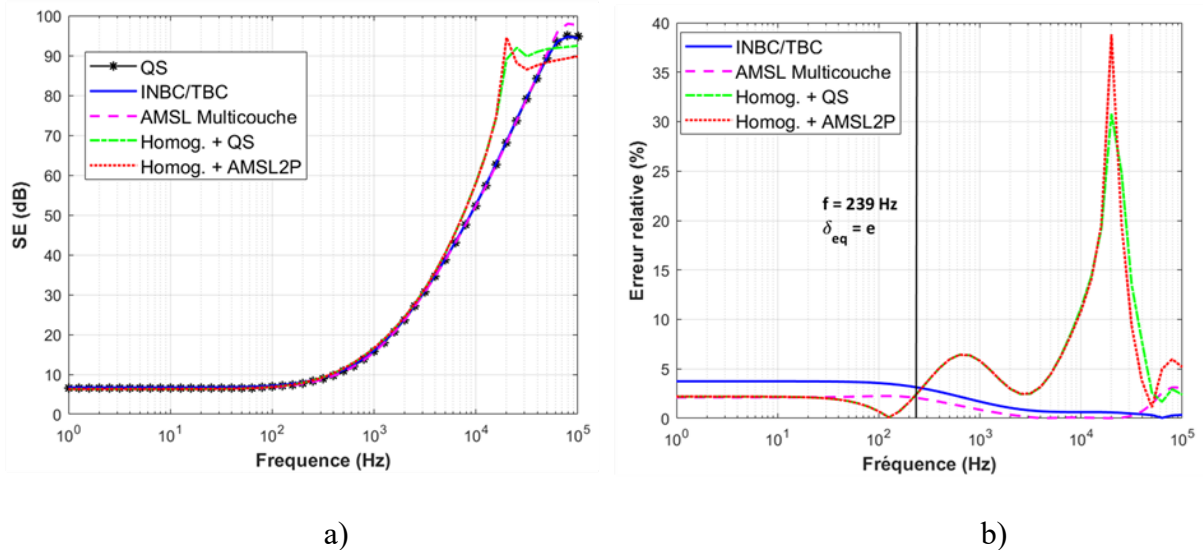 100
90
80
70
60
50
40
30
20
10
0
SE (dB)
QS
INBC/TBC
AMSL Multicouche
Homog. + QS
Homog. + AMSL2P
10^0
10^1
10^2
10^3
10^4
10^5
Frequence (Hz)
a)
40
35
30
25
20
15
10
5
0
Erreur relative (%)
INBC/TBC
AMSL Multicouche
Homog. + QS
Homog. + AMSL2P
f = 239 Hz
δ_eq = e
10^0
10^1
10^2
10^3
10^4
10^5
Fréquence (Hz)
b)